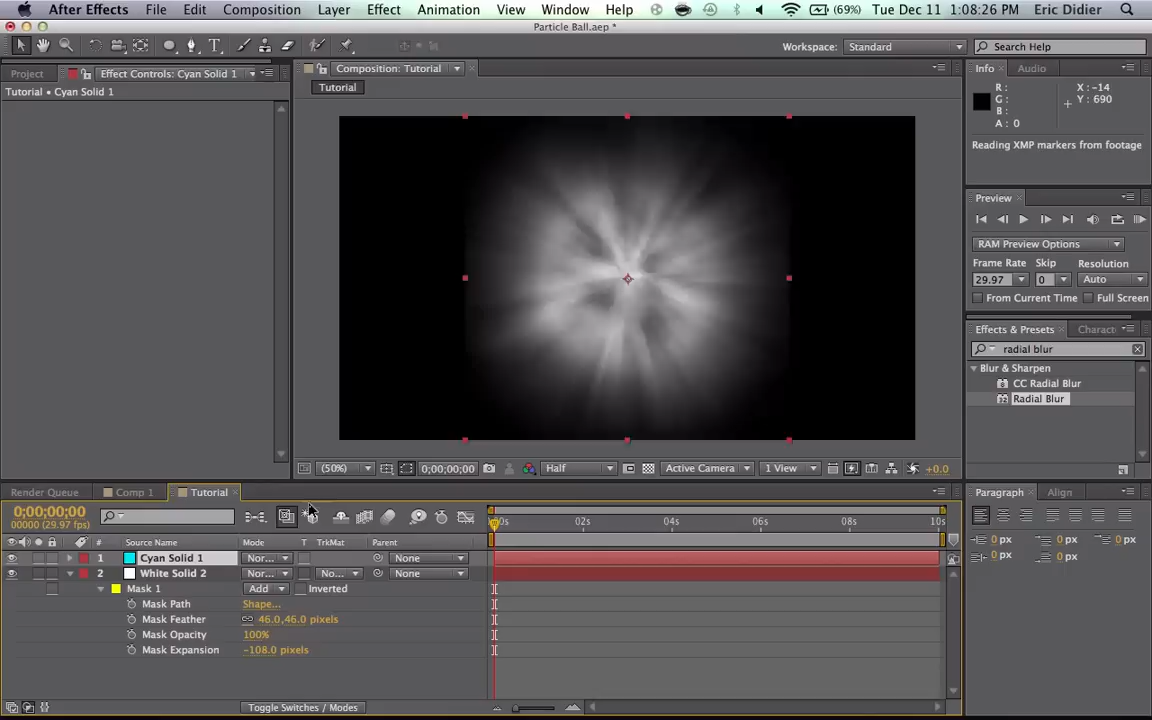 After Effects File Edit Composition Layer Effect Animation View Window Help (69%) Tue Dec 11 1:08:26 PM Eric Didier
Particle Ball.aep *
Workspace: Standard Search Help
Project Effect Controls: Cyan Solid 1 Composition: Tutorial Info Audio
Tutorial • Cyan Solid 1 Tutorial
R: X: -14
G: Y: 690
B:
A: 0
Reading XMP markers from footage
Preview
RAM Preview Options
Frame Rate Skip Resolution
29.97 0 Auto
From Current Time Full Screen
Effects & Presets Charact
radial blur
Blur & Sharpen
CC Radial Blur
Radial Blur
(50%) 0;00;00;00 Half Active Camera 1 View +0.0
Render Queue Comp 1 Tutorial Paragraph Align
0;00;00;00
00000 (29.97 fps)
00s 02s 04s 06s 08s 10s
# Source Name Mode T TrkMat Parent
1 Cyan Solid 1 Nor... None
2 White Solid 2 Nor... No... None
Mask 1 Add Inverted
Mask Path Shape...
Mask Feather 46.0,46.0 pixels
Mask Opacity 100%
Mask Expansion -108.0 pixels
0 px 0 px 0 px
0 px 0 px
Toggle Switches / Modes